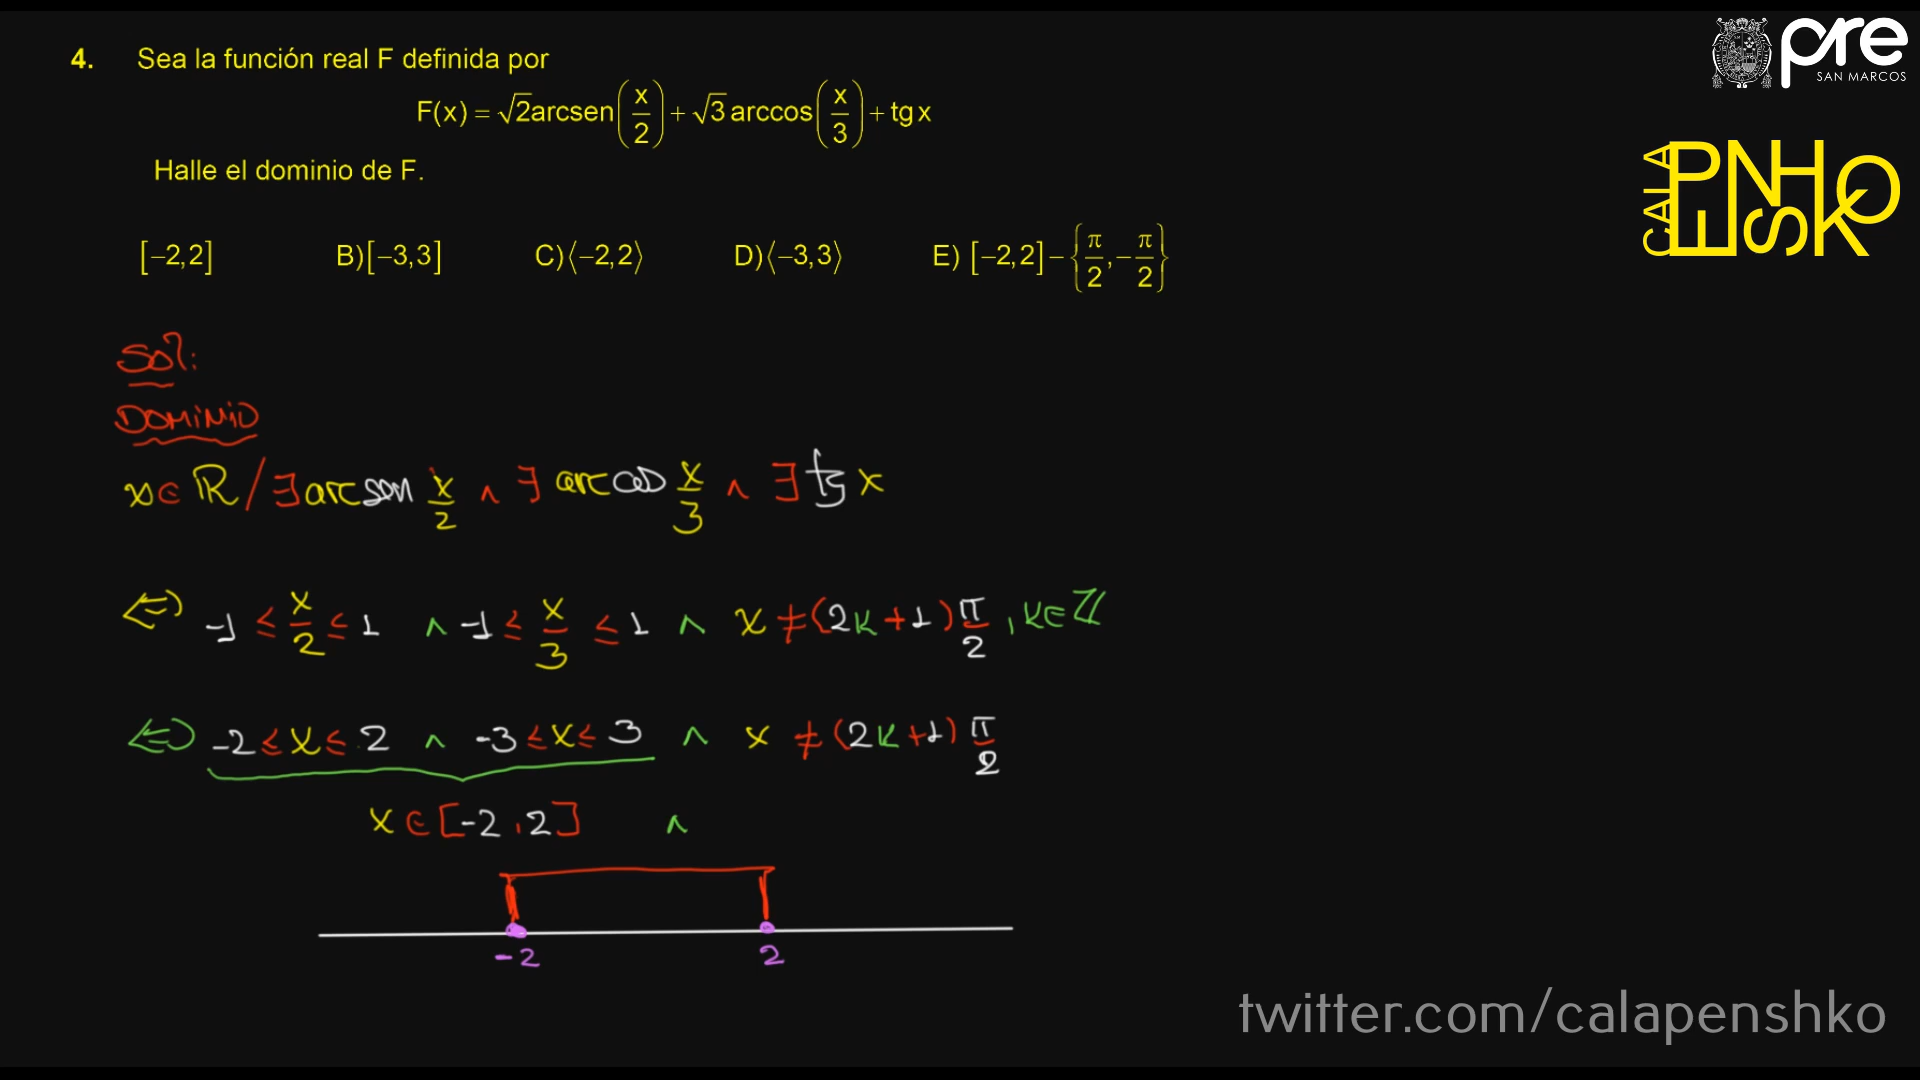 pre
SAN MARCOS
CALA
PENHSKO
4. Sea la función real F definida por
F(x) = √2arcsen(x/2) + √3 arccos(x/3) + tg x
Halle el dominio de F.
[−2,2] B)[−3,3] C)⟨−2,2⟩ D)⟨−3,3⟩ E) [−2,2]−{π/2,−π/2}
Sol:
DOMINIO
x∈ℝ/∃ arcsen x/2 ∧ ∃ arccos x/3 ∧ ∃ tg x
⇔ -1 ≤ x/2 ≤ 1 ∧ -1 ≤ x/3 ≤ 1 ∧ x ≠ (2k+1)π/2, k∈ℤ
⇔ -2 ≤ x ≤ 2 ∧ -3 ≤ x ≤ 3 ∧ x ≠ (2k+1)π/2
x ∈ [-2,2] ∧
-2 2
twitter.com/calapenshko